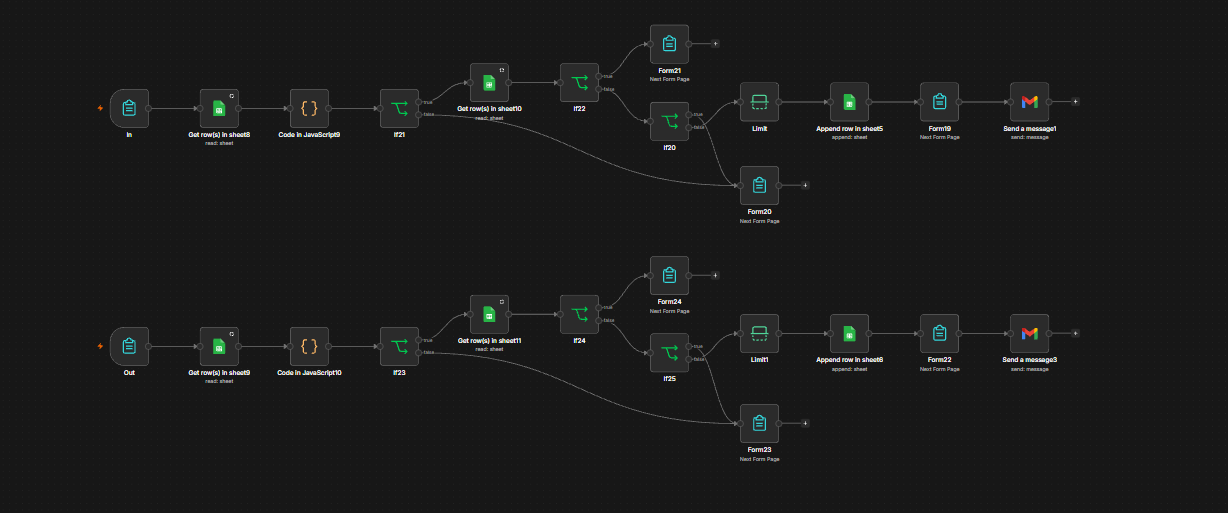 In
Get row(s) in sheet8
read: sheet
Code in JavaScript9
If21
true
false
Get row(s) in sheet10
read: sheet
If22
true
false
Form21
Next Form Page
If20
true
false
Limit
Append row in sheet5
append: sheet
Form19
Next Form Page
Send a message1
send: message
Form20
Next Form Page
Out
Get row(s) in sheet9
read: sheet
Code in JavaScript10
If23
true
false
Get row(s) in sheet11
read: sheet
If24
true
false
Form24
Next Form Page
If25
true
false
Limit1
Append row in sheet6
append: sheet
Form22
Next Form Page
Send a message3
send: message
Form23
Next Form Page